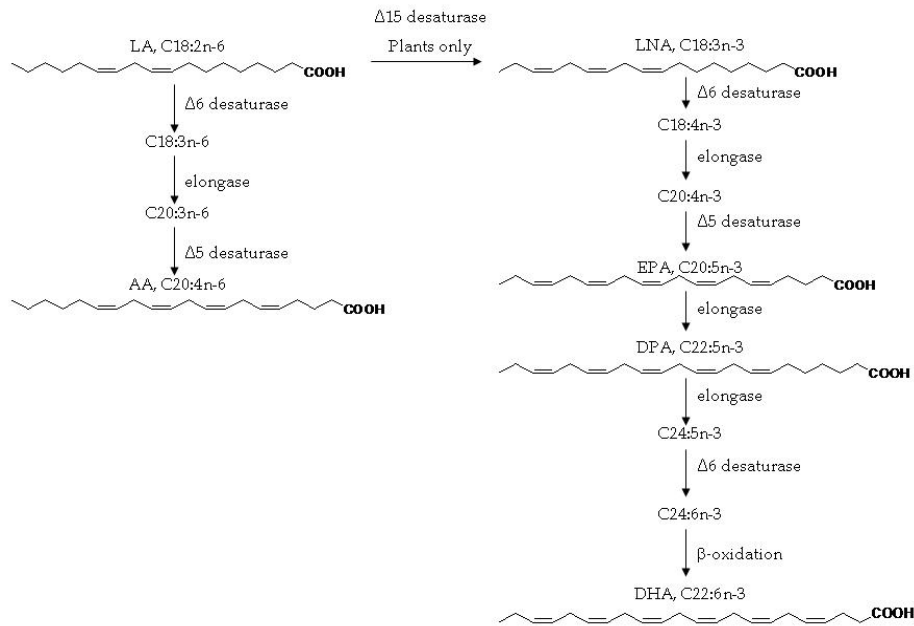 Δ15 desaturase
Plants only
LA, C18:2n-6
COOH
Δ6 desaturase
C18:3n-6
elongase
C20:3n-6
Δ5 desaturase
AA, C20:4n-6
COOH
LNA, C18:3n-3
COOH
Δ6 desaturase
C18:4n-3
elongase
C20:4n-3
Δ5 desaturase
EPA, C20:5n-3
COOH
elongase
DPA, C22:5n-3
COOH
elongase
C24:5n-3
Δ6 desaturase
C24:6n-3
β-oxidation
DHA, C22:6n-3
COOH